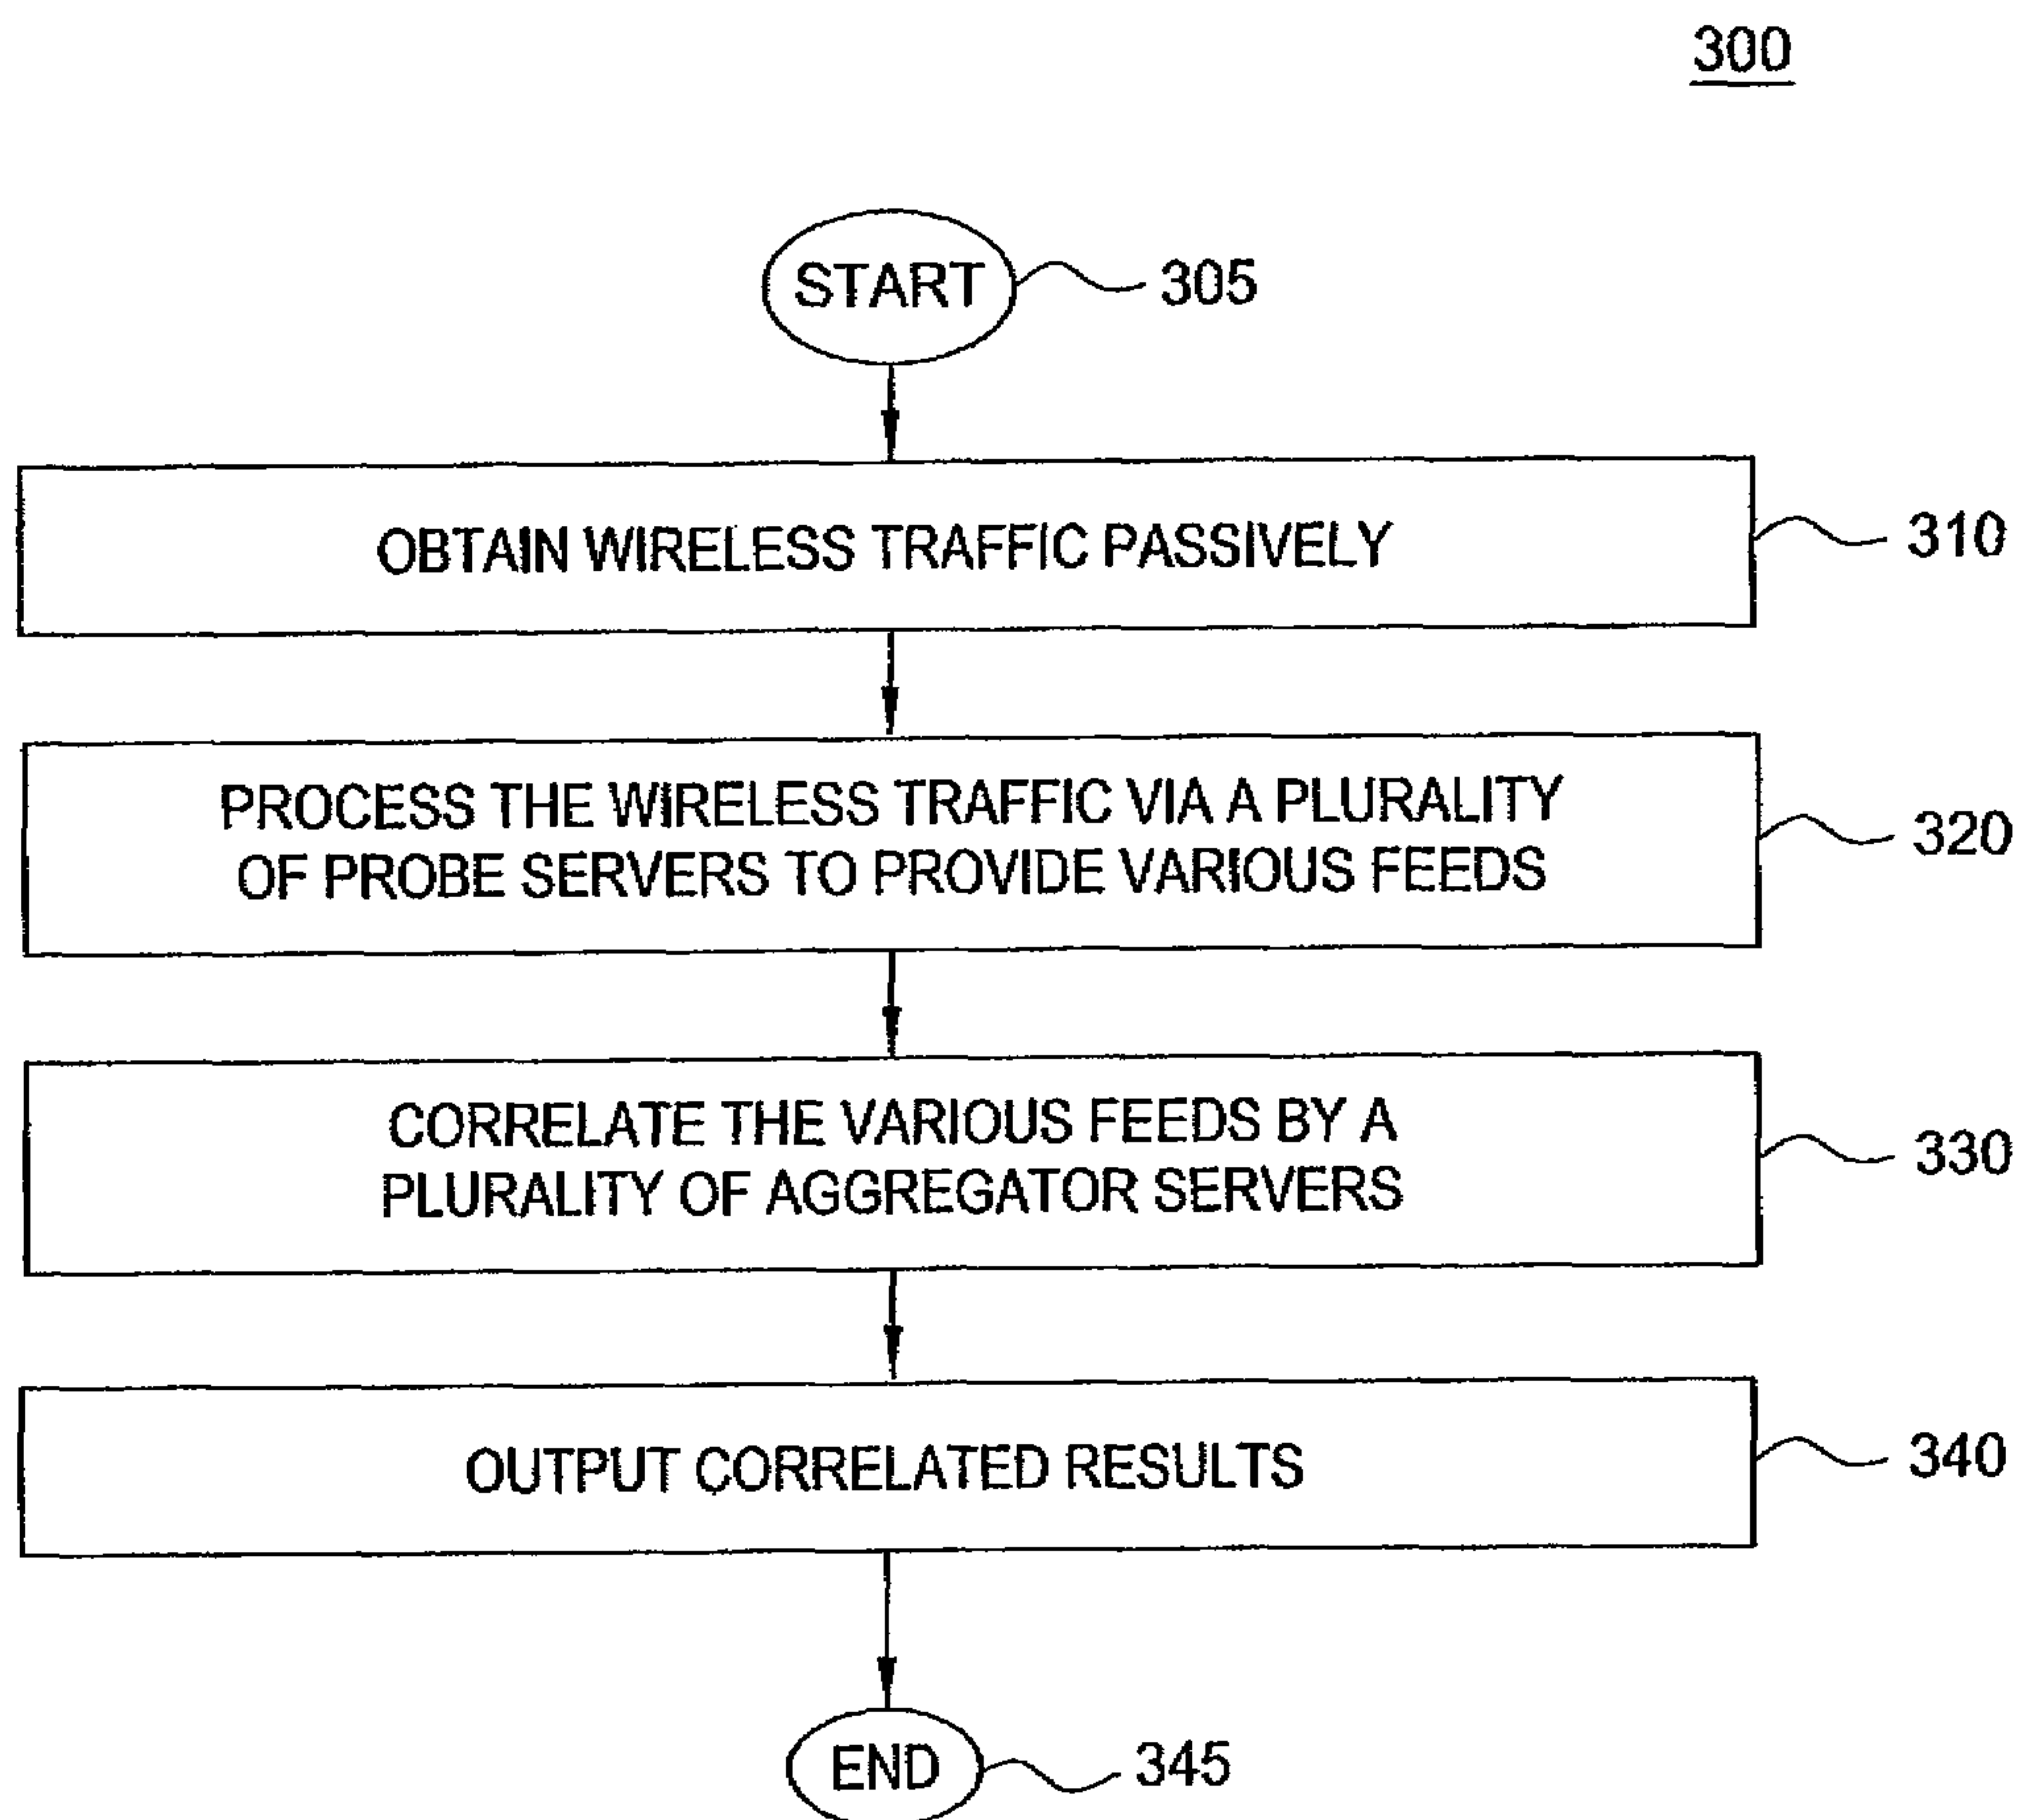 300
START
305
OBTAIN WIRELESS TRAFFIC PASSIVELY
310
PROCESS THE WIRELESS TRAFFIC VIA A PLURALITY
OF PROBE SERVERS TO PROVIDE VARIOUS FEEDS
320
CORRELATE THE VARIOUS FEEDS BY A
PLURALITY OF AGGREGATOR SERVERS
330
OUTPUT CORRELATED RESULTS
340
END
345